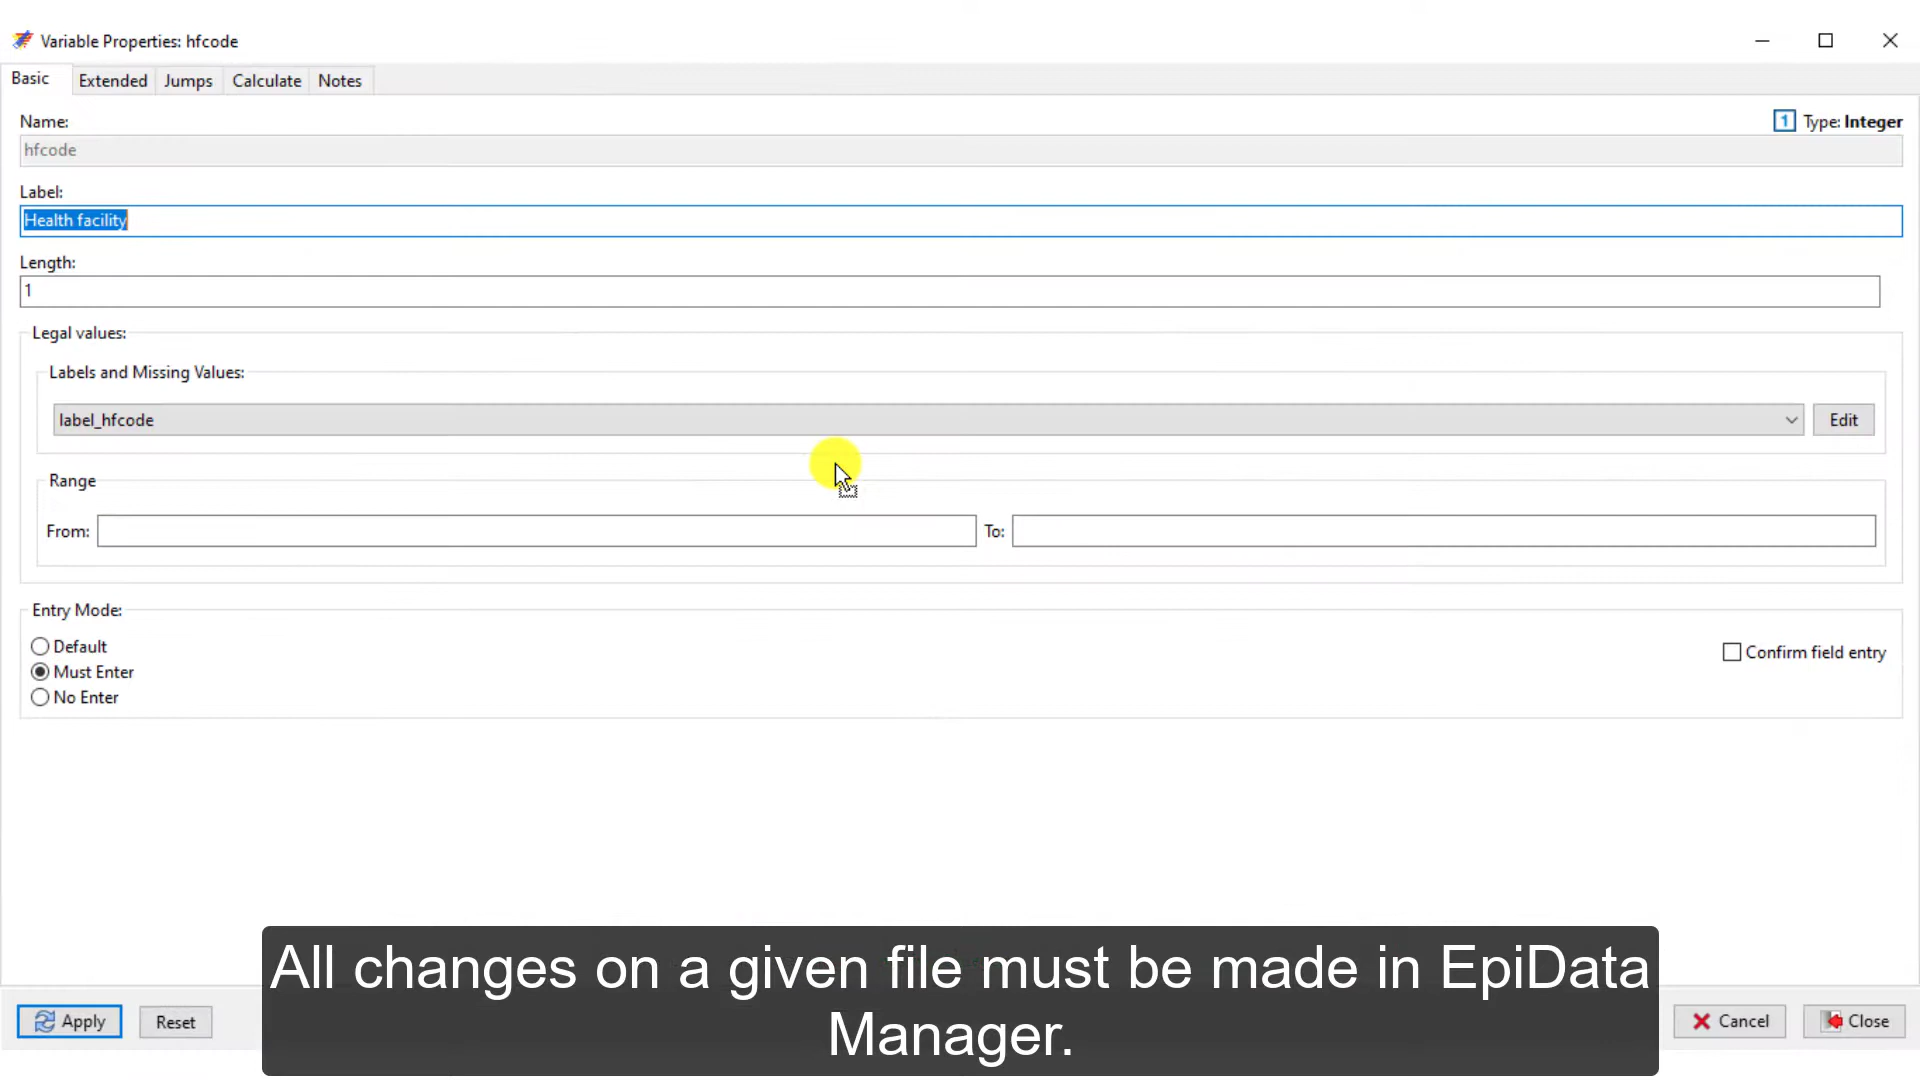 Variable Properties: hfcode
Basic Extended Jumps Calculate Notes
Name:
1 Type: Integer
hfcode
Label:
Health facility
Length:
1
Legal values:
Labels and Missing Values:
label_hfcode
Edit
Range
From:
To:
Entry Mode:
Default
Must Enter
No Enter
Confirm field entry
All changes on a given file must be made in EpiData
Manager.
Apply Reset Cancel Close